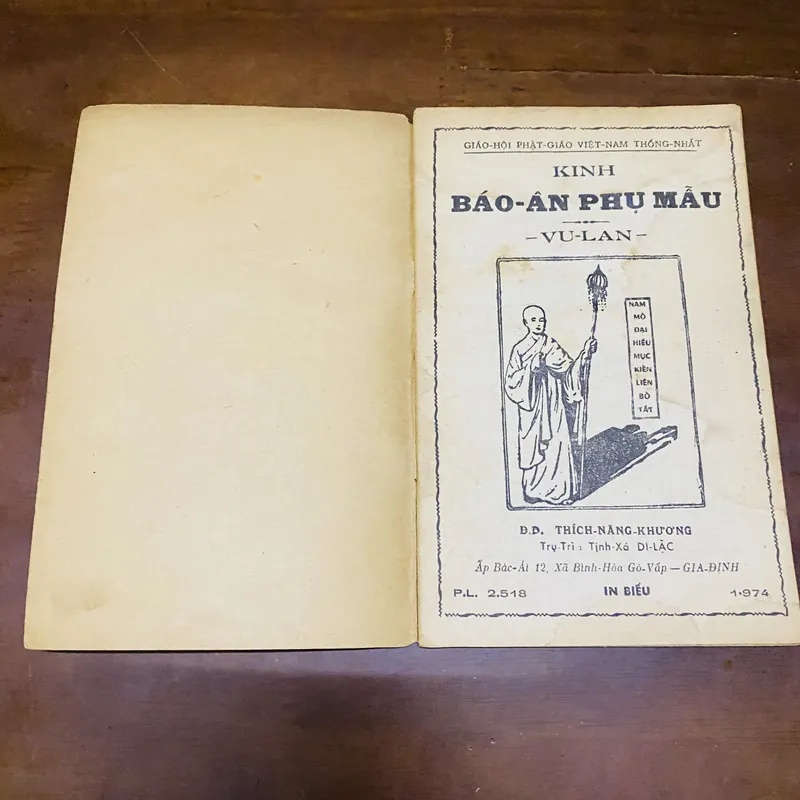 GIÁO-HỘI PHẬT-GIÁO VIỆT-NAM THỐNG-NHẤT
KINH
BÁO-ÂN PHỤ MẪU
-VU-LAN-
NAM
MÔ
ĐẠI
HIẾU
MỤC
KIỀN
LIÊN
BỒ
TÁT
Đ.Đ. THÍCH-NĂNG-KHƯƠNG
Trụ-Trì : Tịnh-Xá DI-LẶC
Ấp Bác-Ái 12, Xã Bình-Hòa Gò-Vấp — GIA-ĐỊNH
P.L. 2.518 IN BIẾU 1.974